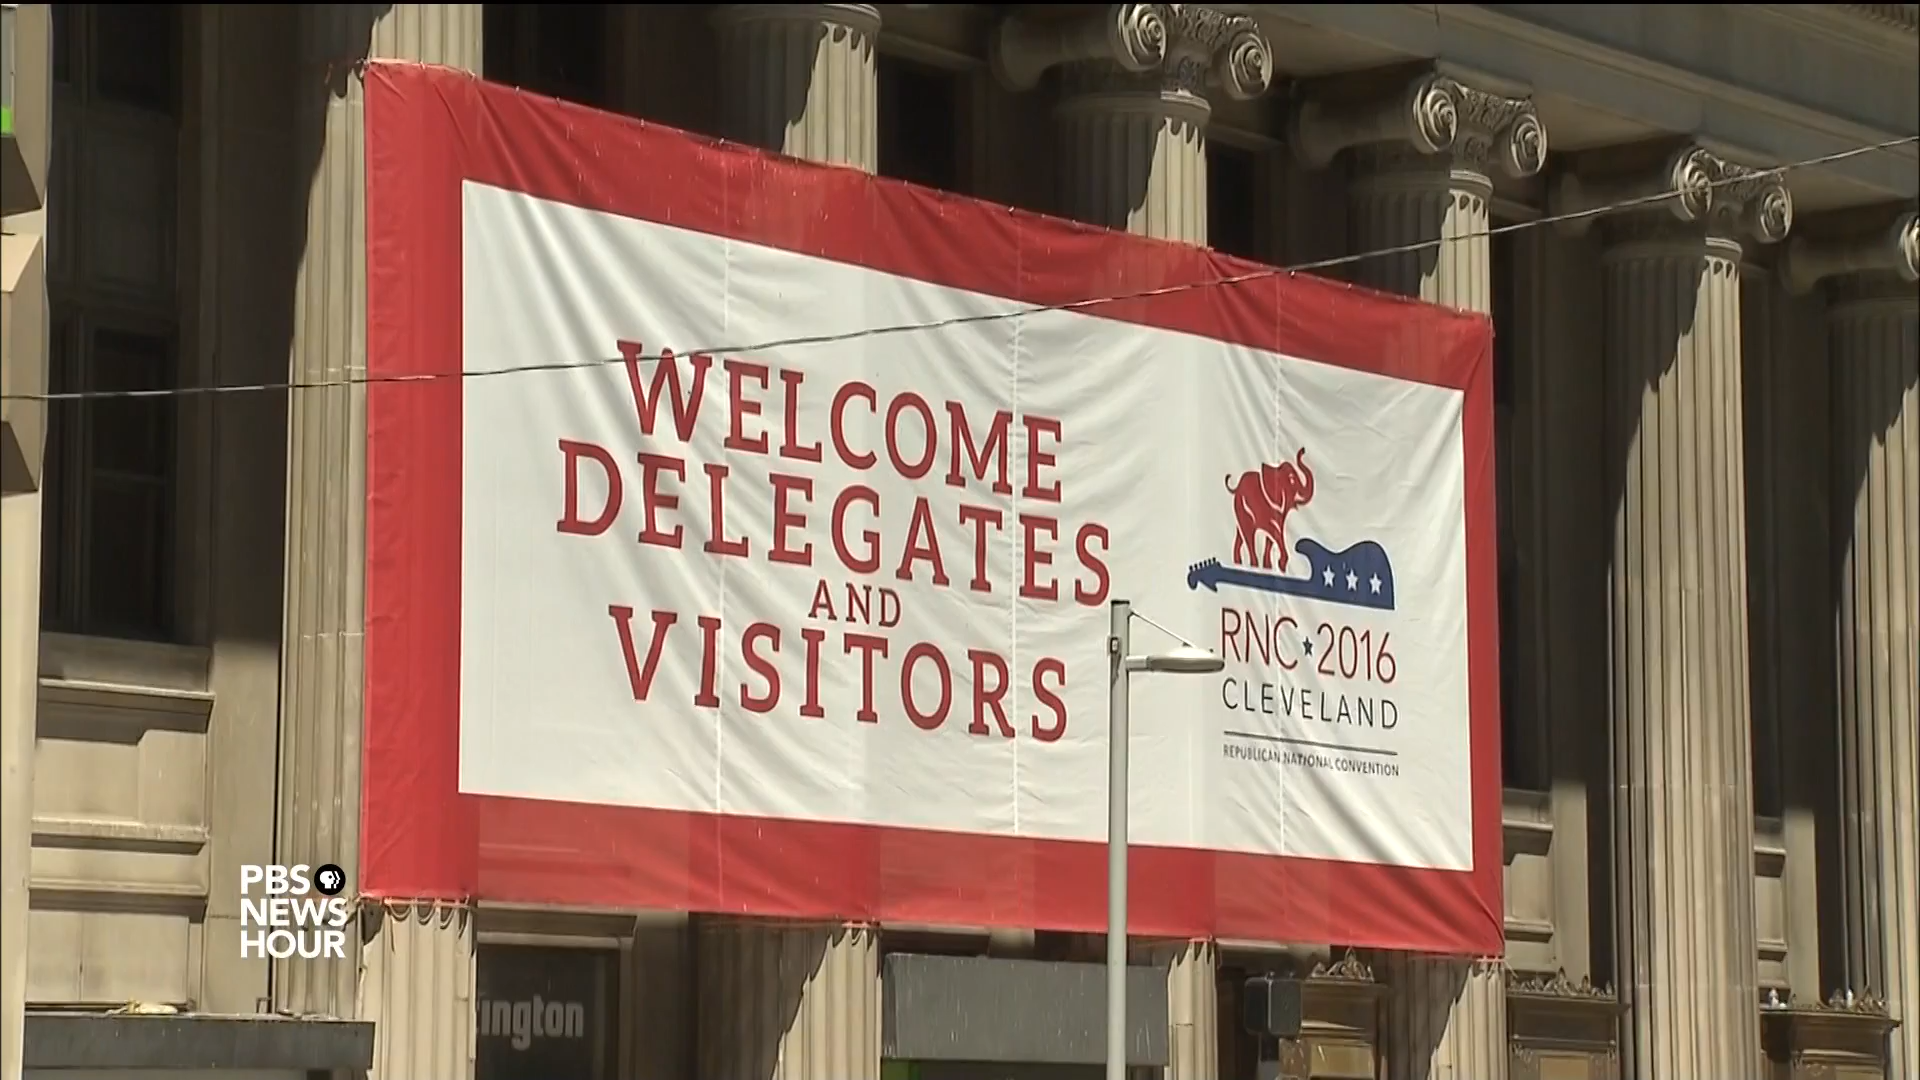 WELCOME
DELEGATES
AND
VISITORS
RNC★2016
CLEVELAND
REPUBLICAN NATIONAL CONVENTION
PBS
NEWS
HOUR
ington